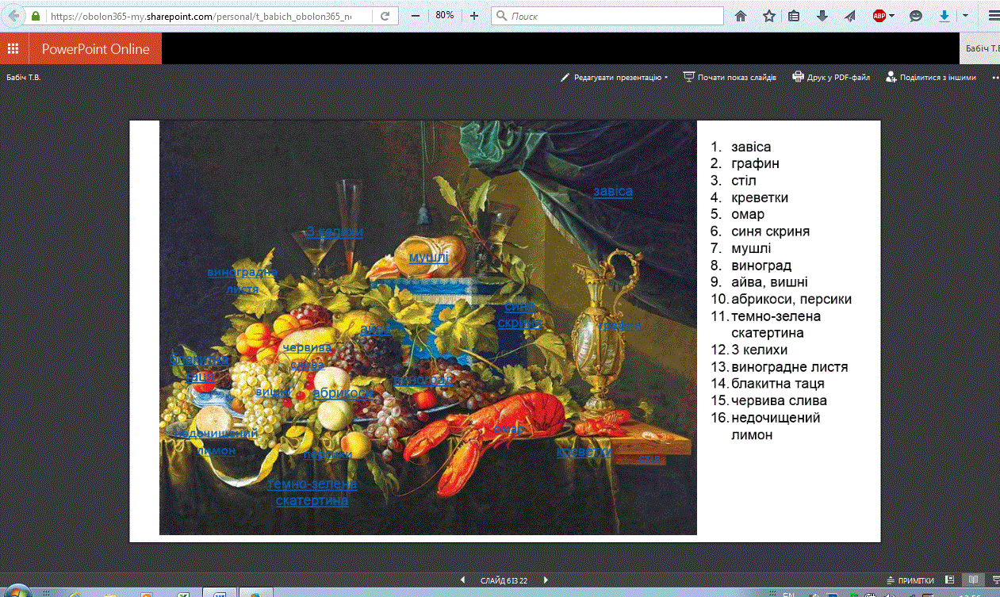 https://obolon365-my.sharepoint.com/personal/t_babich_obolon365_n
80%
Поиск
ABP
PowerPoint Online
Бабіч Т.В.
Редагувати презентацію
Почати показ слайдів
Друк у PDF-файл
Поділитися з іншими
завіса
3 келихи
мушлі
виноградне
листя
синя
скриня
графин
айва
червива
слива
блакитна
таця
виноград
вишні
абрикоси
омар
недочищений
лимон
персики
креветки
стіл
темно-зелена
скатертина
1. завіса
2. графин
3. стіл
4. креветки
5. омар
6. синя скриня
7. мушлі
8. виноград
9. айва, вишні
10. абрикоси, персики
11. темно-зелена
скатертина
12. 3 келихи
13. виноградне листя
14. блакитна таця
15. червива слива
16. недочищений
лимон
СЛАЙД 6 ІЗ 22
ПРИМІТКИ
EN